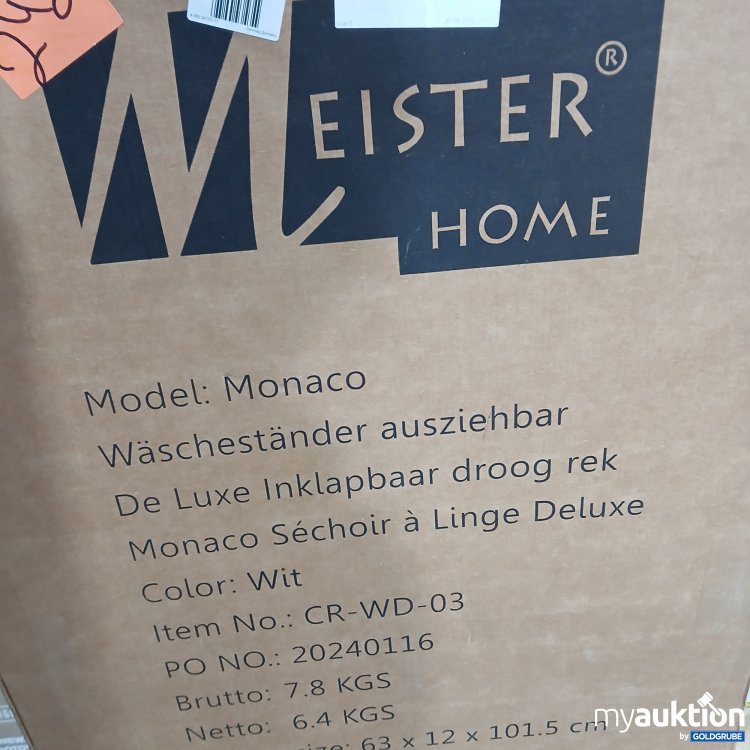 MEISTER®
HOME
Model: Monaco
Wäscheständer ausziehbar
De Luxe Inklapbaar droog rek
Monaco Séchoir à Linge Deluxe
Color: Wit
Item No.: CR-WD-03
PO NO.: 20240116
Brutto: 7.8 KGS
Netto: 6.4 KGS
63 x 12 x 101.5 cm
myauktion
by GOLDGRUBE